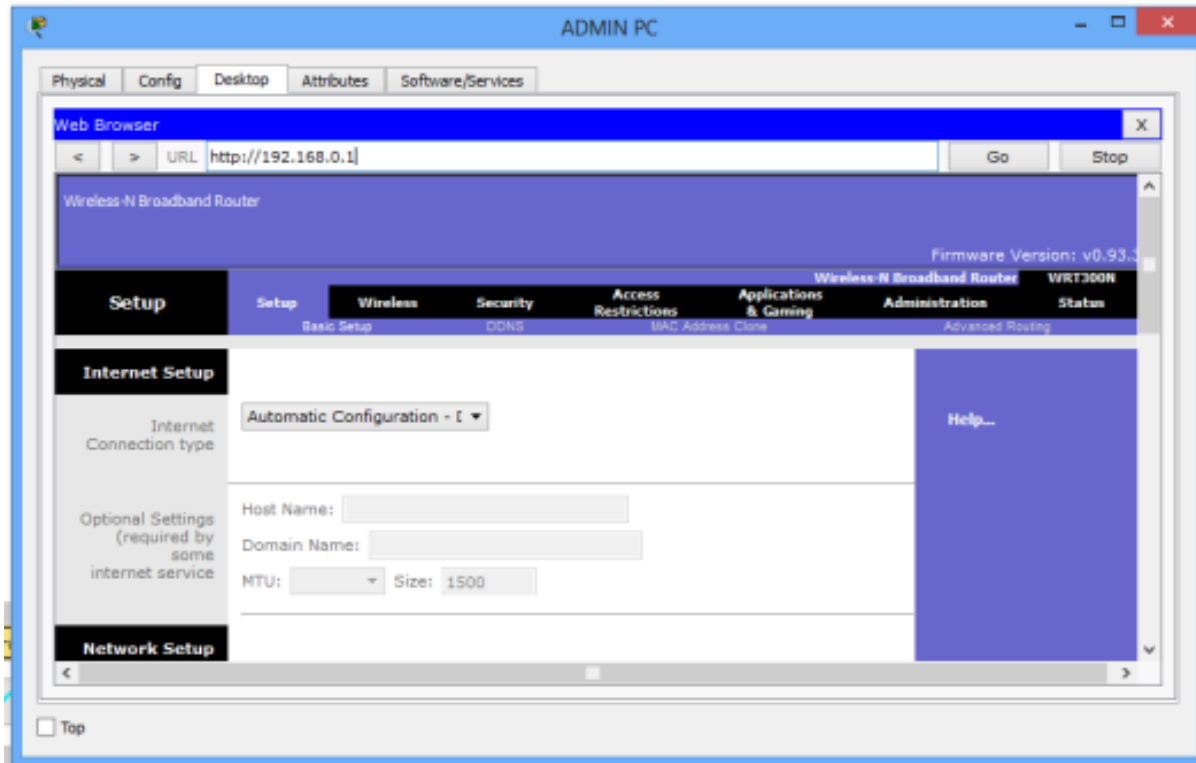 ADMIN PC
Physical Config Desktop Attributes Software/Services
Web Browser X
< > URL http://192.168.0.1 Go Stop
Wireless-N Broadband Router
Firmware Version: v0.93.3
Wireless-N Broadband Router WRT300N
Setup Setup Wireless Security Access Restrictions Applications & Gaming Administration Status
Basic Setup DDNS MAC Address Clone Advanced Routing
Internet Setup
Internet
Connection type
Automatic Configuration - D
Help...
Optional Settings
(required by
some
internet service
Host Name:
Domain Name:
MTU: Size: 1500
Network Setup
Top